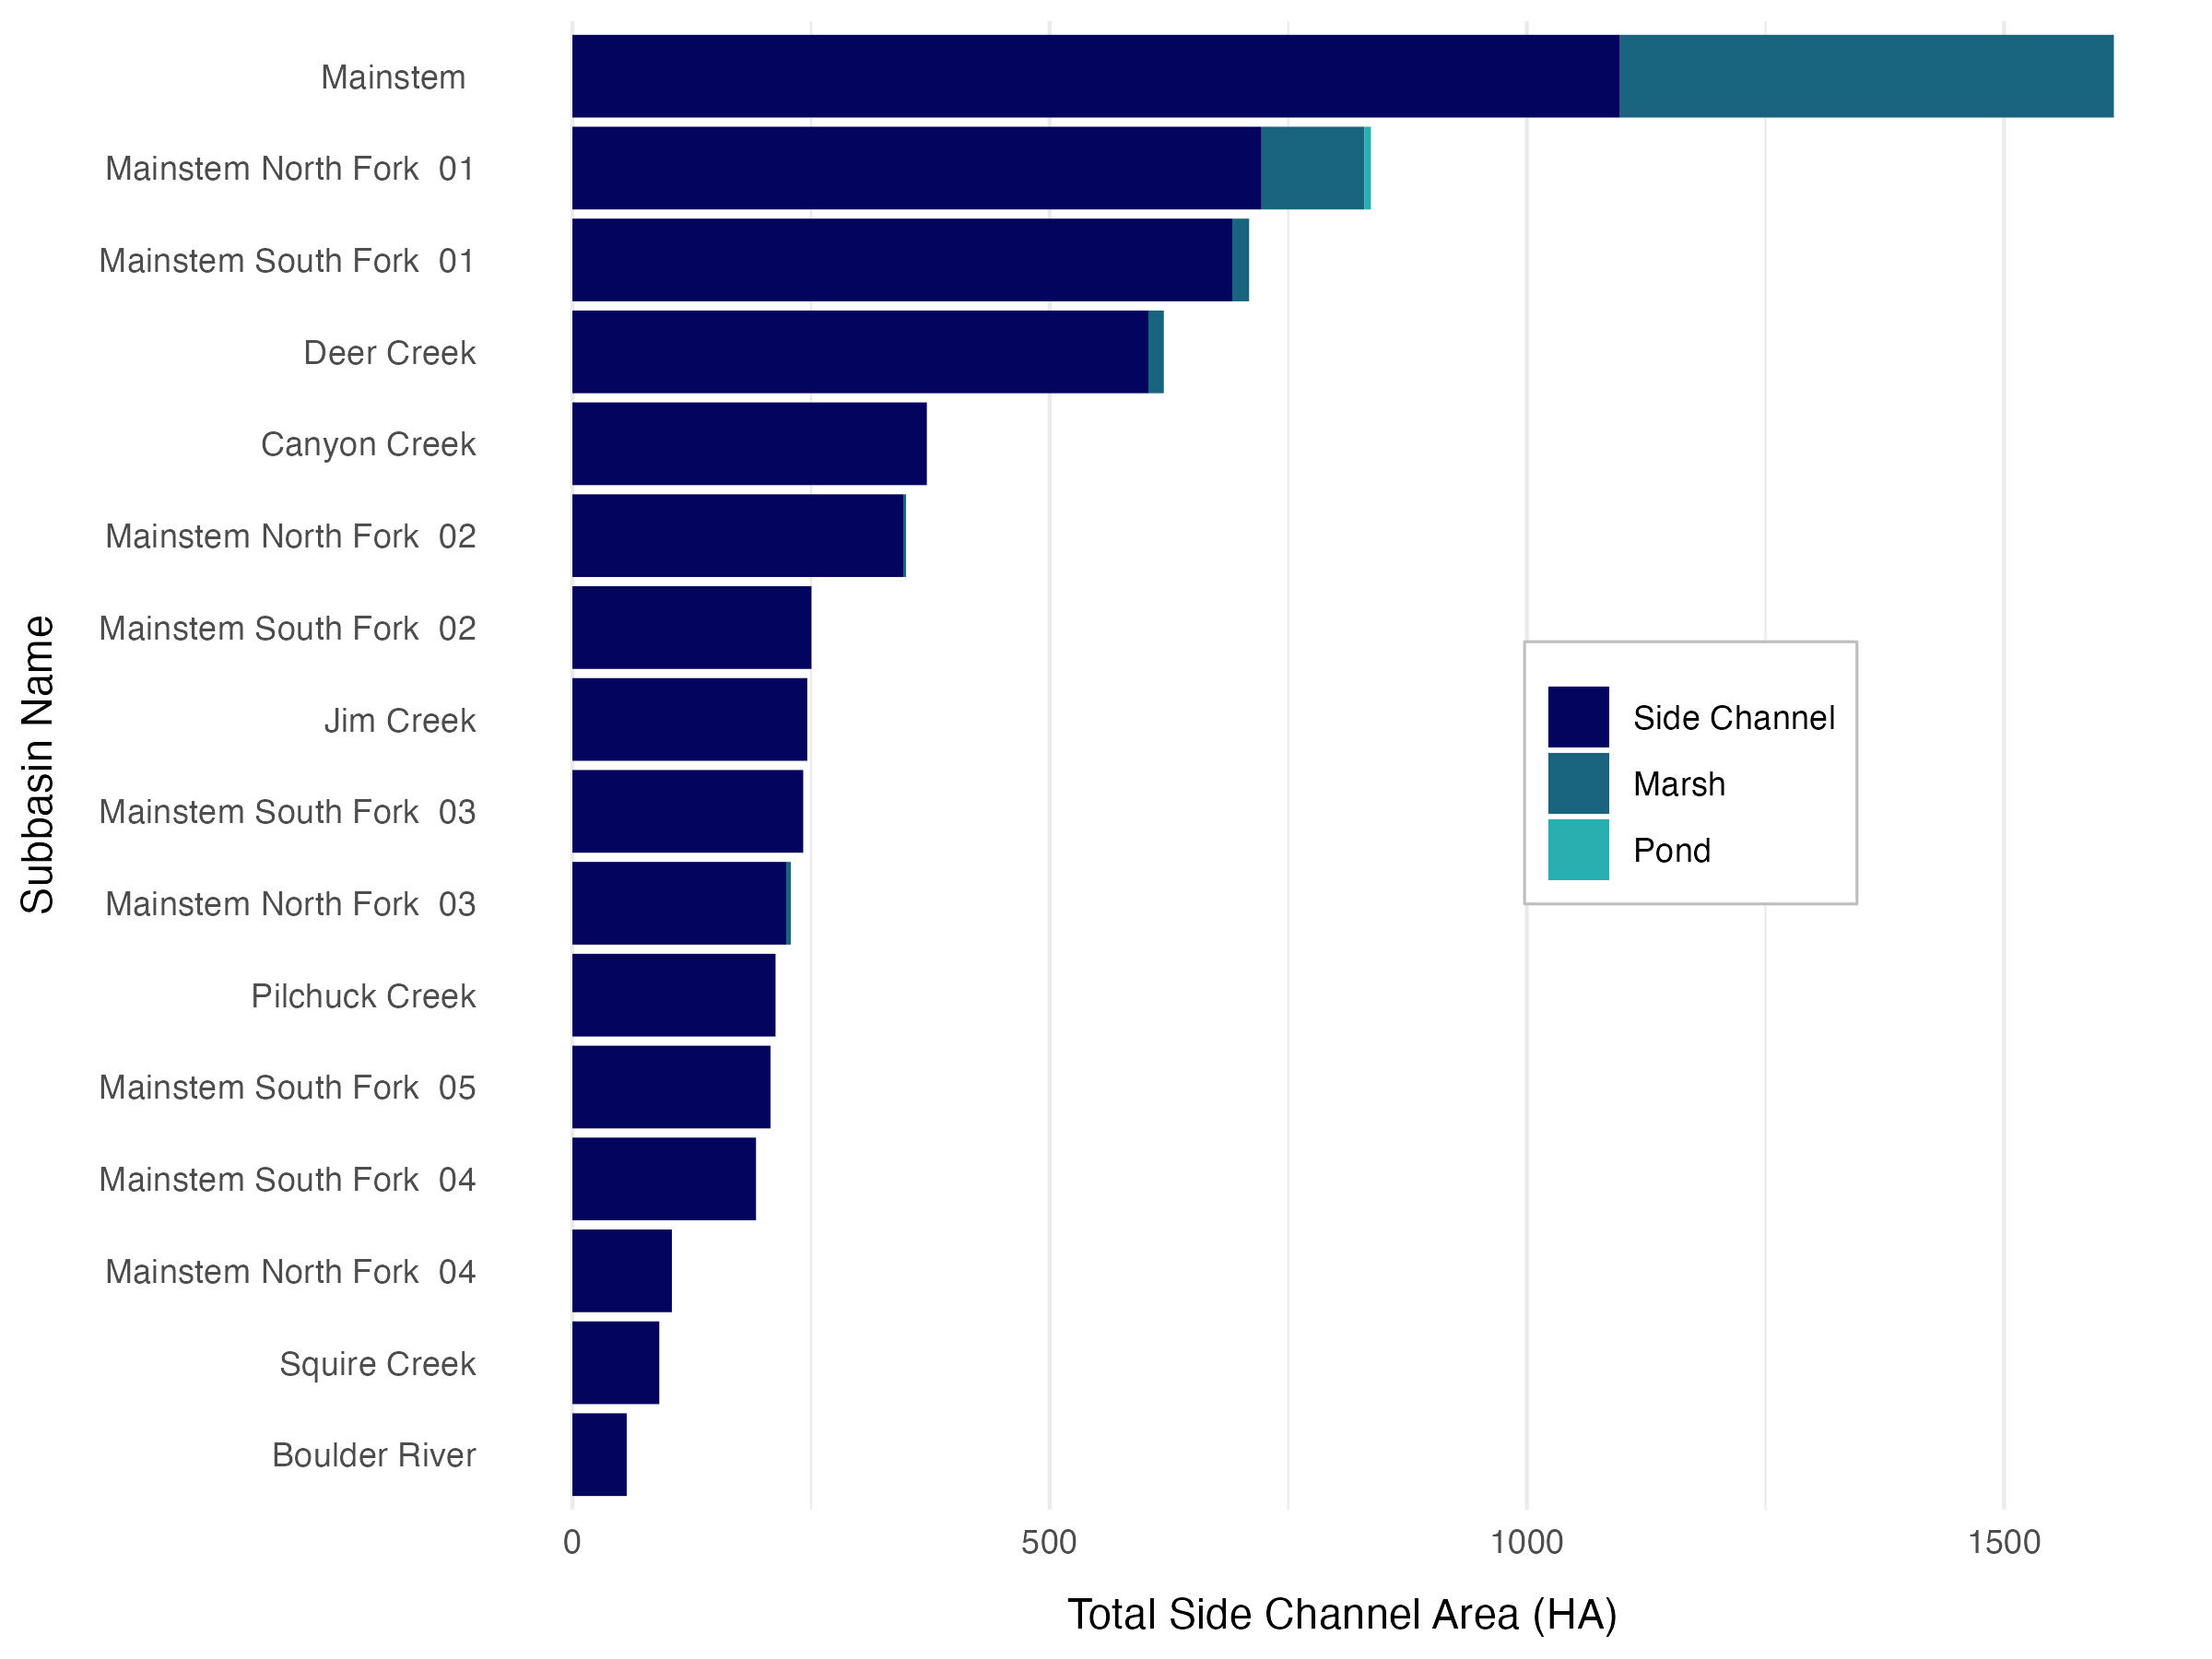 Mainstem
Mainstem North Fork  01
Mainstem South Fork  01
Deer Creek
Canyon Creek
Mainstem North Fork  02
Mainstem South Fork  02
Jim Creek
Mainstem South Fork  03
Mainstem North Fork  03
Pilchuck Creek
Mainstem South Fork  05
Mainstem South Fork  04
Mainstem North Fork  04
Squire Creek
Boulder River
Subbasin Name
Side Channel
Marsh
Pond
0 500 1000 1500
Total Side Channel Area (HA)